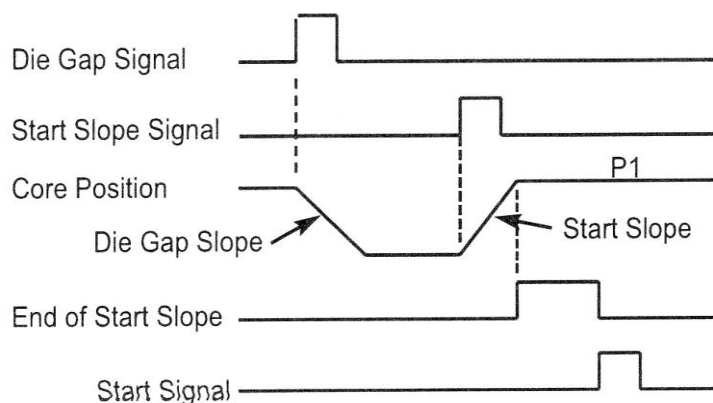 Die Gap Signal
Start Slope Signal
Core Position
P1
Die Gap Slope
Start Slope
End of Start Slope
Start Signal